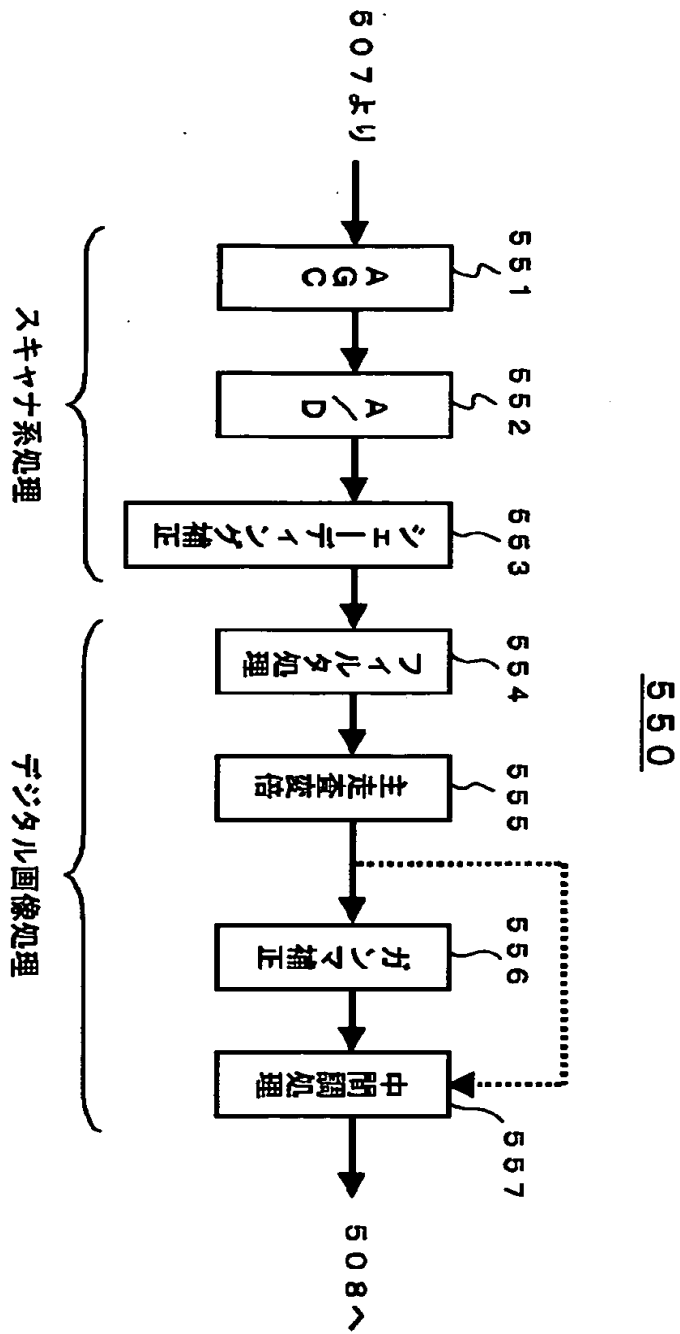 550
507より
551
AGC
552
A/D
553
シェーディング補正
554
フィルタ処理
555
主走査変倍
556
ガンマ補正
557
中間調処理
508へ
スキャナ系処理
デジタル画像処理